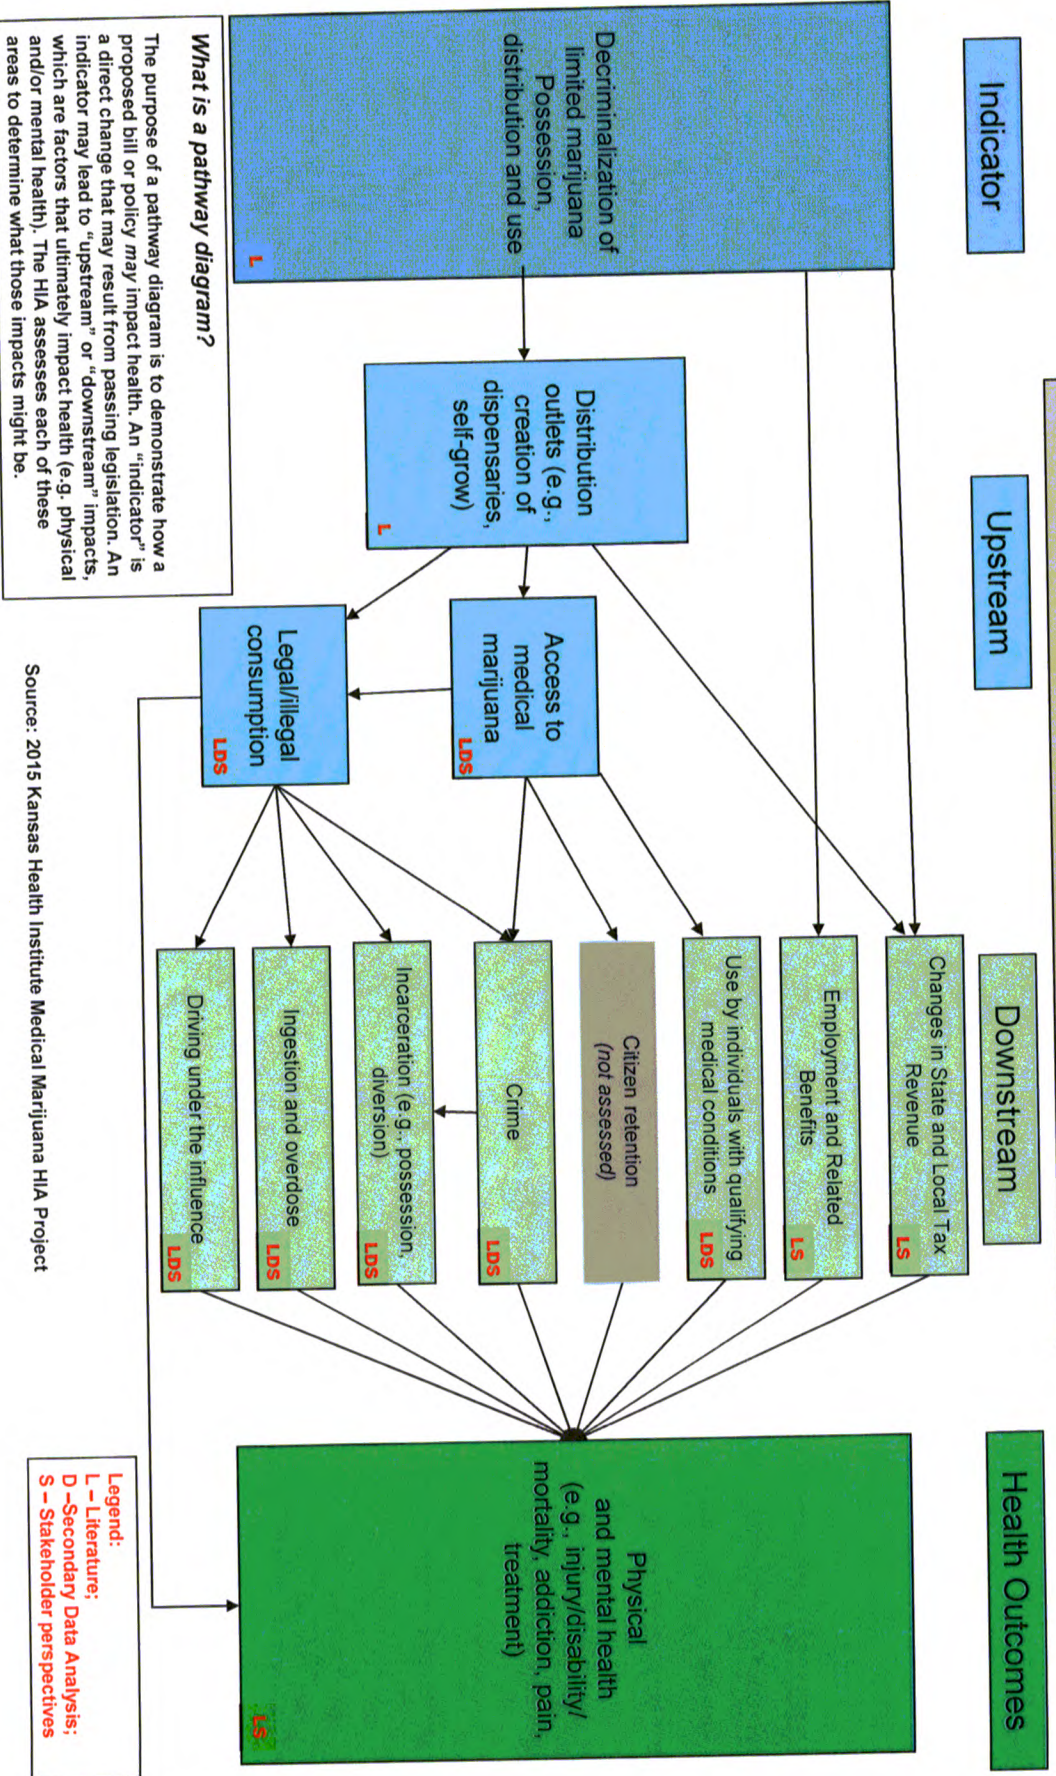 Indicator
Upstream
Downstream
Health Outcomes
Decriminalization of
limited marijuana
Possession,
distribution and use
L
Distribution
outlets (e.g.,
creation of
dispensaries,
self-grow)
L
Access to
medical
marijuana
LDS
Legal/illegal
consumption
LDS
Changes in State and Local Tax
Revenue
LS
Employment and Related
Benefits
LS
Use by individuals with qualifying
medical conditions
LDS
Citizen retention
(not assessed)
Crime
LDS
Incarceration (e.g., possession,
diversion)
LDS
Ingestion and overdose
LDS
Driving under the influence
LDS
Physical
and mental health
(e.g., injury/disability/
mortality, addiction, pain,
treatment)
LS
What is a pathway diagram?
The purpose of a pathway diagram is to demonstrate how a
proposed bill or policy may impact health. An "indicator" is
a direct change that may result from passing legislation. An
indicator may lead to "upstream" or "downstream" impacts,
which are factors that ultimately impact health (e.g. physical
and/or mental health). The HIA assesses each of these
areas to determine what those impacts might be.
Source: 2015 Kansas Health Institute Medical Marijuana HIA Project
Legend:
L – Literature;
D –Secondary Data Analysis;
S – Stakeholder perspectives